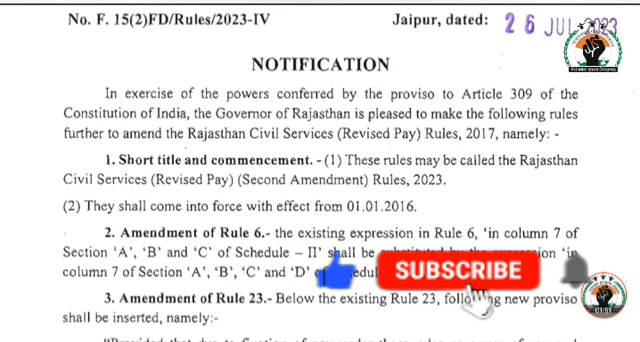 No. F. 15(2)FD/Rules/2023-IV Jaipur, dated: 26 JUL 2023
NOTIFICATION
In exercise of the powers conferred by the proviso to Article 309 of the
Constitution of India, the Governor of Rajasthan is pleased to make the following rules
further to amend the Rajasthan Civil Services (Revised Pay) Rules, 2017, namely: -
1. Short title and commencement. - (1) These rules may be called the Rajasthan
Civil Services (Revised Pay) (Second Amendment) Rules, 2023.
(2) They shall come into force with effect from 01.01.2016.
2. Amendment of Rule 6.- the existing expression in Rule 6, 'in column 7 of
Section 'A', 'B' and 'C' of Schedule – II' shall be 'in
column 7 of Section 'A', 'B', 'C' and 'D'
SUBSCRIBE
3. Amendment of Rule 23.- Below the existing Rule 23, following new proviso
shall be inserted, namely:-